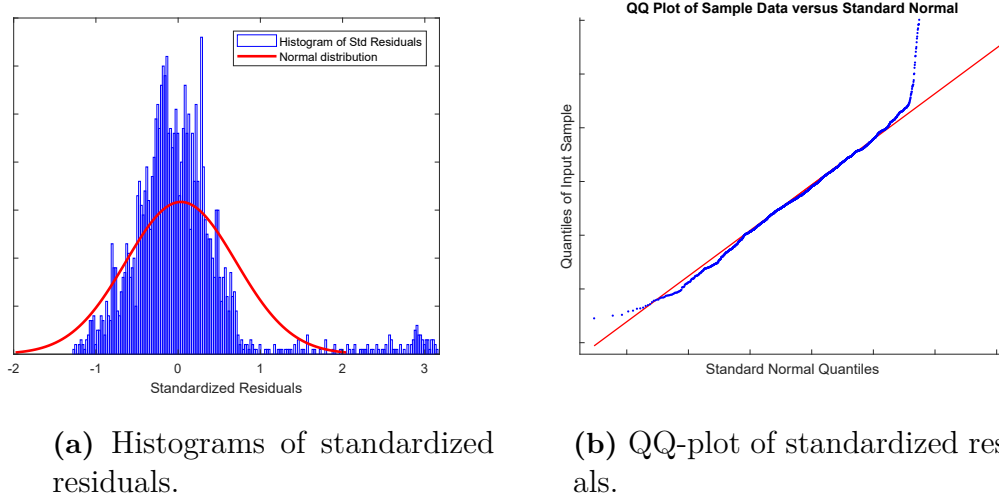 QQ Plot of Sample Data versus Standard Normal
Histogram of Std Residuals
Normal distribution
Quantiles of Input Sample
-2 -1 0 1 2 3
Standardized Residuals
Standard Normal Quantiles
(a) Histograms of standardized
residuals.
(b) QQ-plot of standardized res
als.